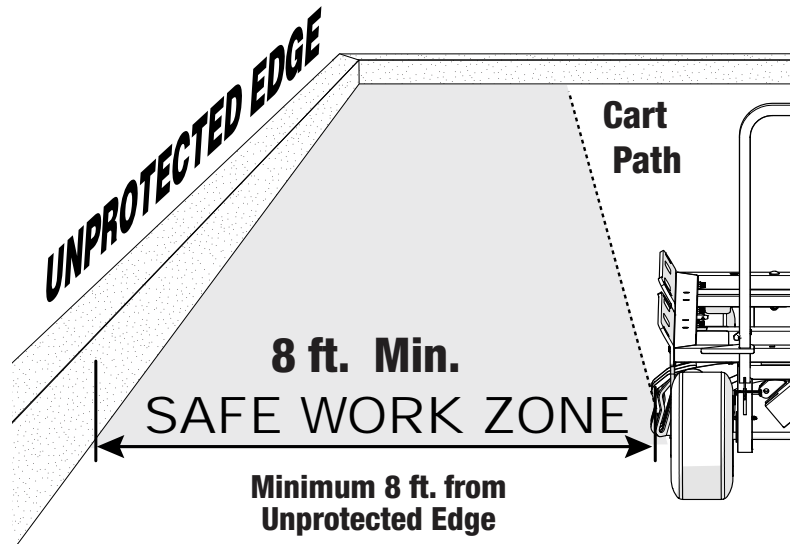 UNPROTECTED EDGE
Cart
Path
8 ft. Min.
SAFE WORK ZONE
Minimum 8 ft. from
Unprotected Edge